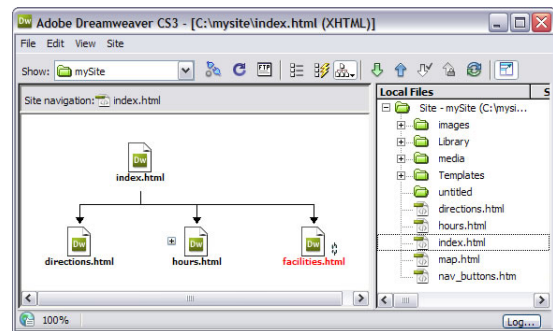 Adobe Dreamweaver CS3 - [C:\mysite\index.html (XHTML)]
File Edit View Site
Show: mySite
FTP
Site navigation: index.html
index.html
directions.html
hours.html
facilities.html
Local Files S
Site - mySite (C:\mysi...
images
Library
media
Templates
untitled
directions.html
hours.html
index.html
map.html
nav_buttons.htm
100%
Log...